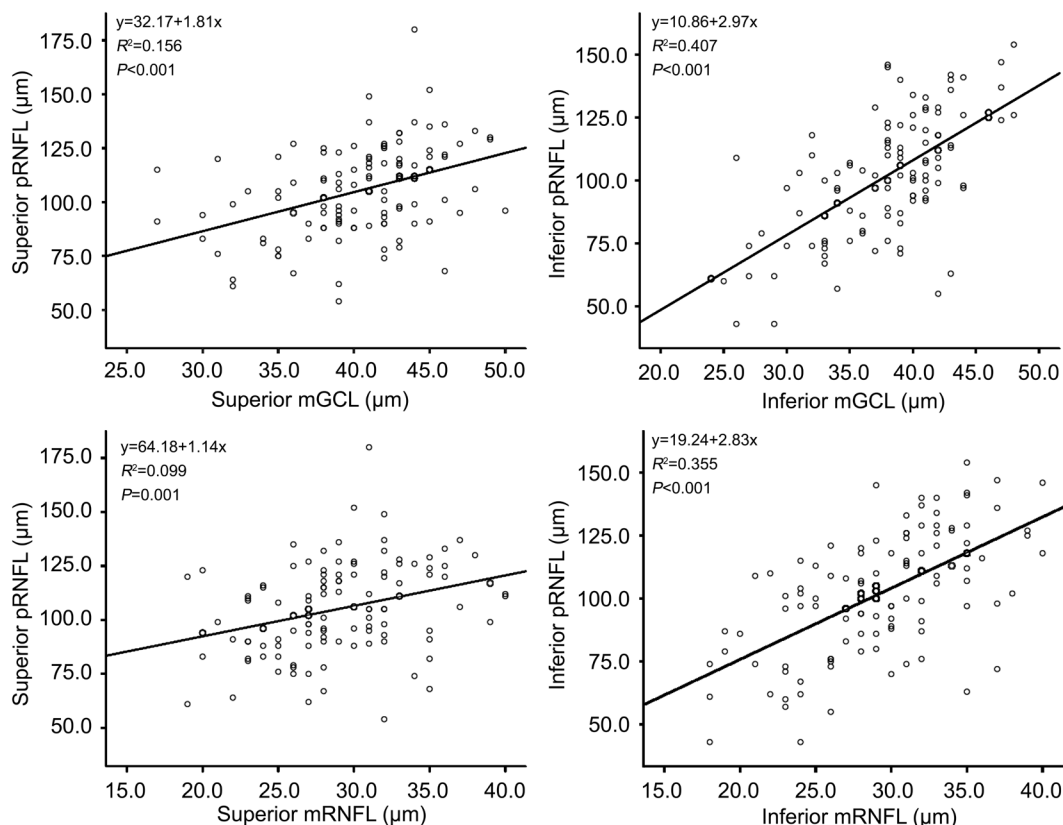 y=32.17+1.81x
R²=0.156
P<0.001
175.0
150.0
125.0
100.0
75.0
50.0
Superior pRNFL (μm)
25.0 30.0 35.0 40.0 45.0 50.0
Superior mGCL (μm)
y=10.86+2.97x
R²=0.407
P<0.001
150.0
125.0
100.0
75.0
50.0
Inferior pRNFL (μm)
20.0 25.0 30.0 35.0 40.0 45.0 50.0
Inferior mGCL (μm)
y=64.18+1.14x
R²=0.099
P=0.001
175.0
150.0
125.0
100.0
75.0
50.0
Superior pRNFL (μm)
15.0 20.0 25.0 30.0 35.0 40.0
Superior mRNFL (μm)
y=19.24+2.83x
R²=0.355
P<0.001
150.0
125.0
100.0
75.0
50.0
Inferior pRNFL (μm)
15.0 20.0 25.0 30.0 35.0 40.0
Inferior mRNFL (μm)